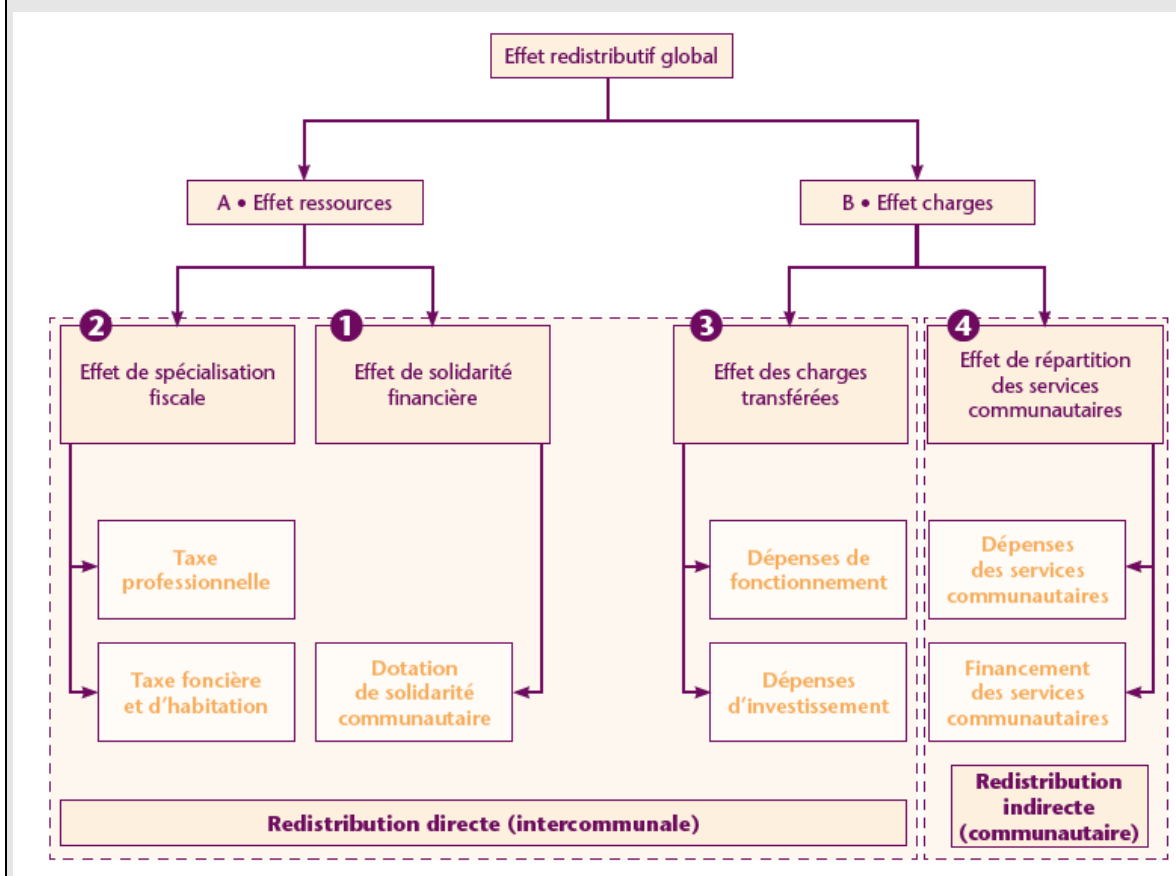 Effet redistributif global
A • Effet ressources
B • Effet charges
2
Effet de spécialisation
fiscale
1
Effet de solidarité
financière
3
Effet des charges
transférées
4
Effet de répartition
des services
communautaires
Taxe
professionnelle
Dépenses de
fonctionnement
Dépenses
des services
communautaires
Taxe foncière
et d'habitation
Dotation
de solidarité
communautaire
Dépenses
d'investissement
Financement
des services
communautaires
Redistribution directe (intercommunale)
Redistribution
indirecte
(communautaire)